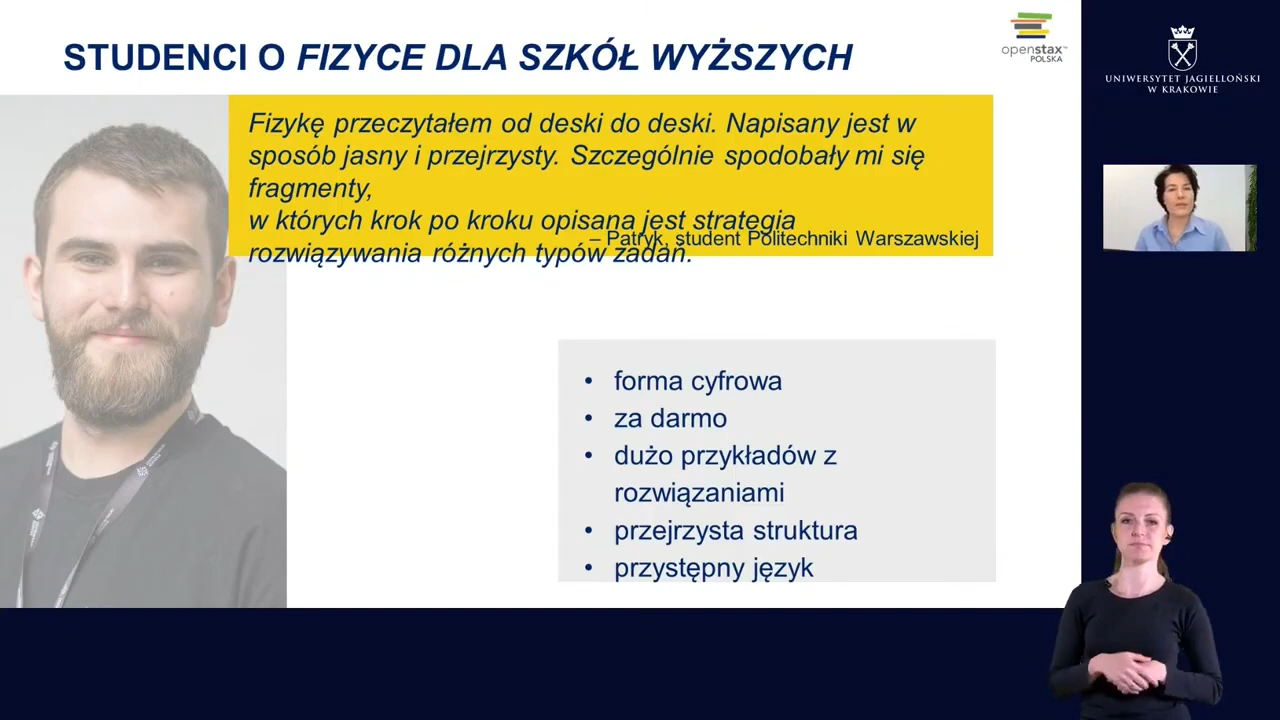 STUDENCI O FIZYCE DLA SZKÓŁ WYŻSZYCH
openstax™
POLSKA
UNIWERSYTET JAGIELLOŃSKI
W KRAKOWIE
Fizykę przeczytałem od deski do deski. Napisany jest w
sposób jasny i przejrzysty. Szczególnie spodobały mi się
fragmenty,
w których krok po kroku opisana jest strategia
rozwiązywania różnych typów zadań.
– Patryk, student Politechniki Warszawskiej
• forma cyfrowa
• za darmo
• dużo przykładów z
rozwiązaniami
• przejrzysta struktura
• przystępny język